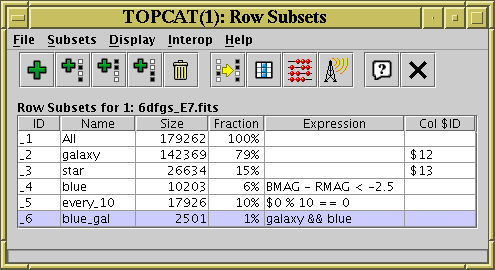 TOPCAT(1): Row Subsets
File Subsets Display Interop Help
Row Subsets for 1: 6dfgs_E7.fits
ID Name Size Fraction Expression Col $ID
_1 All 179262 100%
_2 galaxy 142369 79% $12
_3 star 26634 15% $13
_4 blue 10203 6% BMAG - RMAG < -2.5
_5 every_10 17926 10% $0 % 10 == 0
_6 blue_gal 2501 1% galaxy && blue